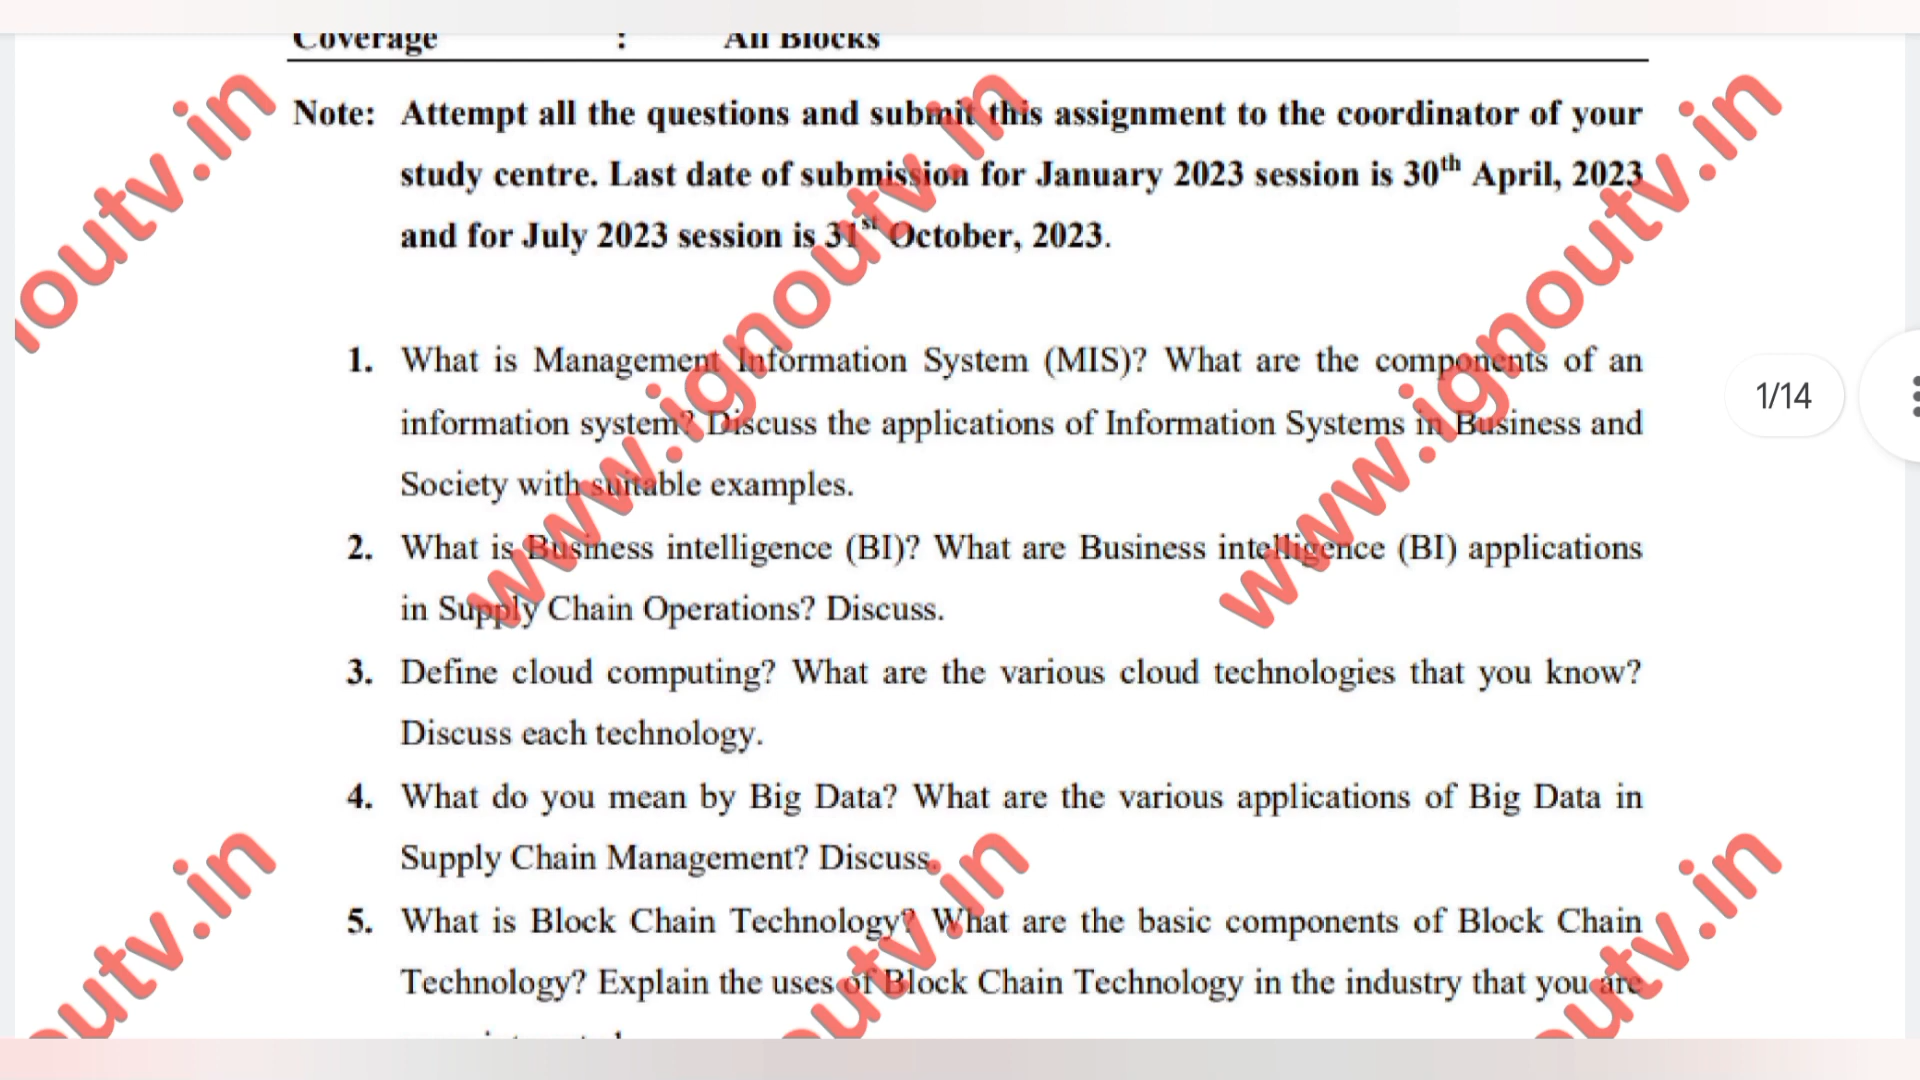 Coverage : All Blocks
Note: Attempt all the questions and submit this assignment to the coordinator of your
study centre. Last date of submission for January 2023 session is 30th April, 2023
and for July 2023 session is 31st October, 2023.
1. What is Management Information System (MIS)? What are the components of an
information system? Discuss the applications of Information Systems in Business and
Society with suitable examples.
2. What is Business intelligence (BI)? What are Business intelligence (BI) applications
in Supply Chain Operations? Discuss.
3. Define cloud computing? What are the various cloud technologies that you know?
Discuss each technology.
4. What do you mean by Big Data? What are the various applications of Big Data in
Supply Chain Management? Discuss.
5. What is Block Chain Technology? What are the basic components of Block Chain
Technology? Explain the uses of Block Chain Technology in the industry that you are
1/14
outv.in
www.ignoutv.in
www.ignoutv.in
outv.in
outv.in
outv.in